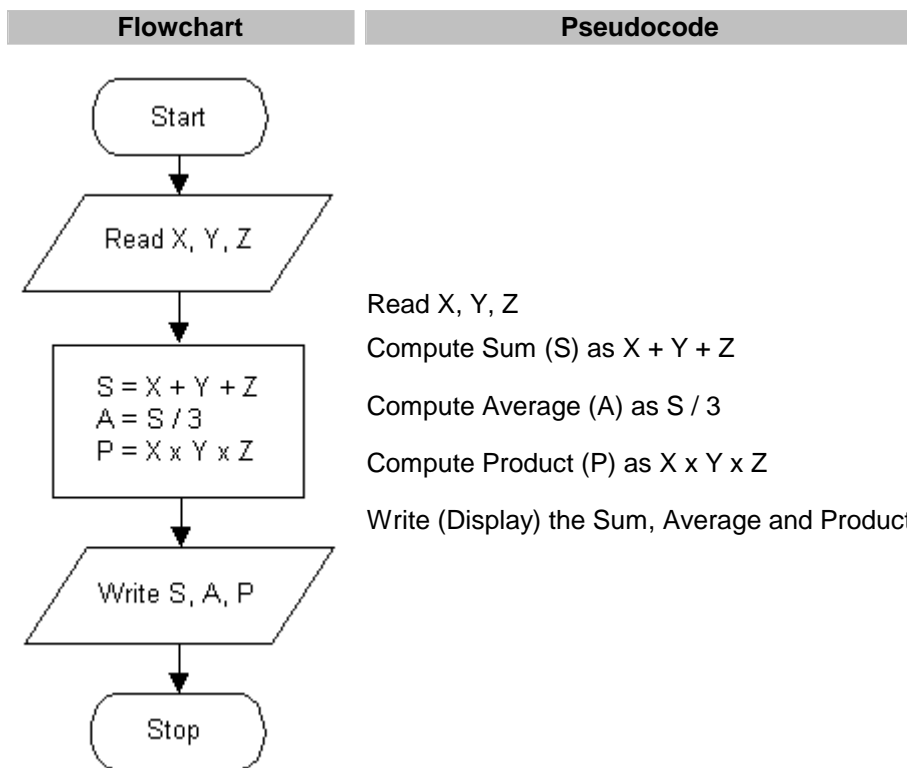 Flowchart
Pseudocode
Start
Read X, Y, Z
S = X + Y + Z
A = S / 3
P = X x Y x Z
Write S, A, P
Stop
Read X, Y, Z
Compute Sum (S) as X + Y + Z
Compute Average (A) as S / 3
Compute Product (P) as X x Y x Z
Write (Display) the Sum, Average and Product